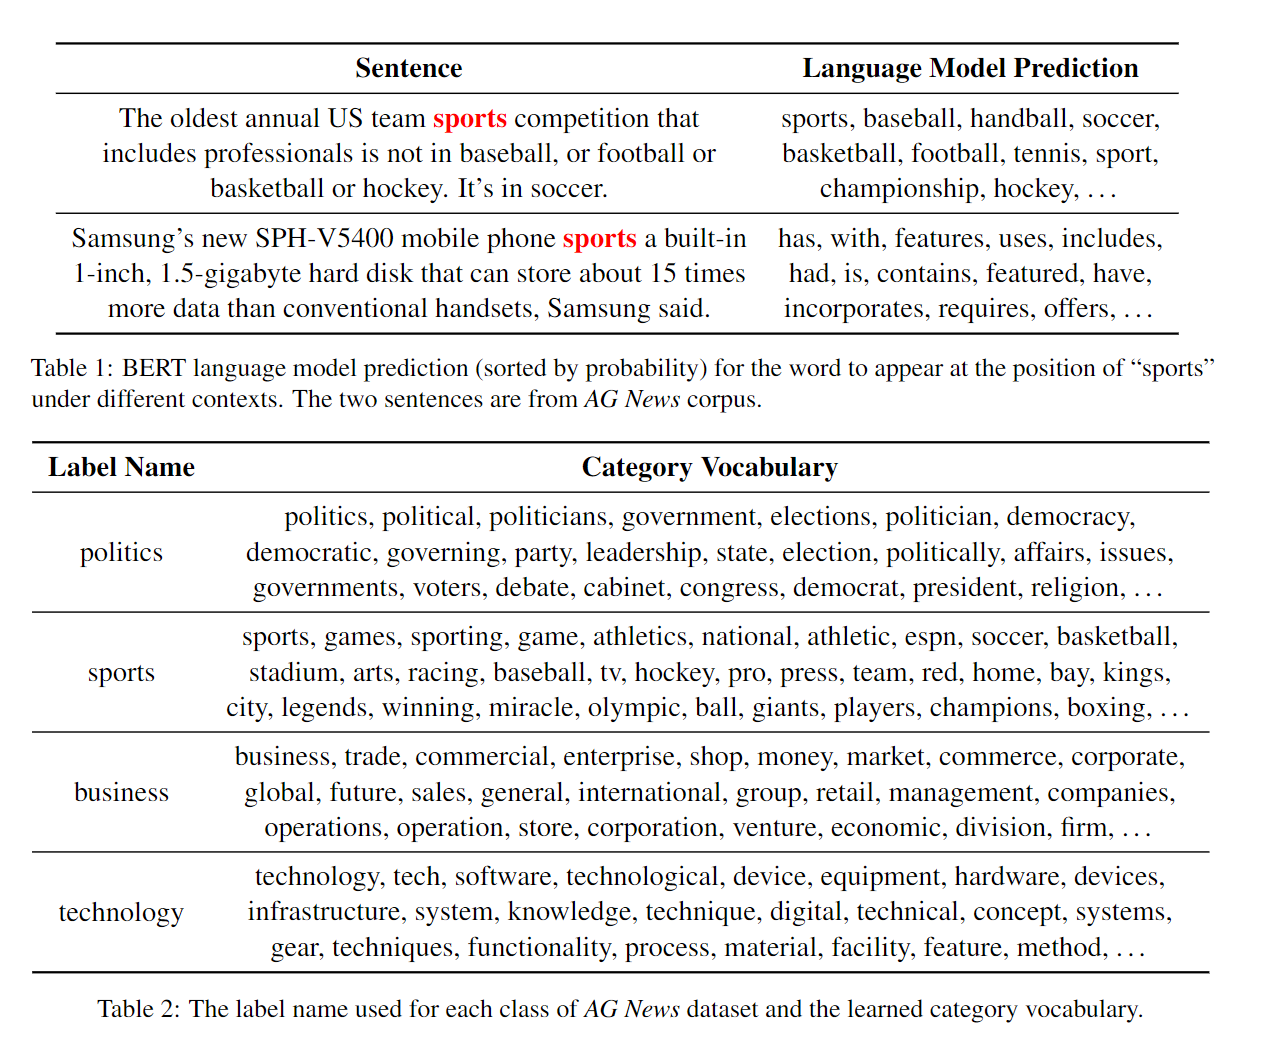 Sentence
Language Model Prediction
The oldest annual US team sports competition that
includes professionals is not in baseball, or football or
basketball or hockey. It's in soccer.
sports, baseball, handball, soccer,
basketball, football, tennis, sport,
championship, hockey, ...
Samsung's new SPH-V5400 mobile phone sports a built-in
1-inch, 1.5-gigabyte hard disk that can store about 15 times
more data than conventional handsets, Samsung said.
has, with, features, uses, includes,
had, is, contains, featured, have,
incorporates, requires, offers, ...
Table 1: BERT language model prediction (sorted by probability) for the word to appear at the position of “sports”
under different contexts. The two sentences are from AG News corpus.
Label Name
Category Vocabulary
politics
politics, political, politicians, government, elections, politician, democracy,
democratic, governing, party, leadership, state, election, politically, affairs, issues,
governments, voters, debate, cabinet, congress, democrat, president, religion, ...
sports
sports, games, sporting, game, athletics, national, athletic, espn, soccer, basketball,
stadium, arts, racing, baseball, tv, hockey, pro, press, team, red, home, bay, kings,
city, legends, winning, miracle, olympic, ball, giants, players, champions, boxing, ...
business
business, trade, commercial, enterprise, shop, money, market, commerce, corporate,
global, future, sales, general, international, group, retail, management, companies,
operations, operation, store, corporation, venture, economic, division, firm, ...
technology
technology, tech, software, technological, device, equipment, hardware, devices,
infrastructure, system, knowledge, technique, digital, technical, concept, systems,
gear, techniques, functionality, process, material, facility, feature, method, ...
Table 2: The label name used for each class of AG News dataset and the learned category vocabulary.